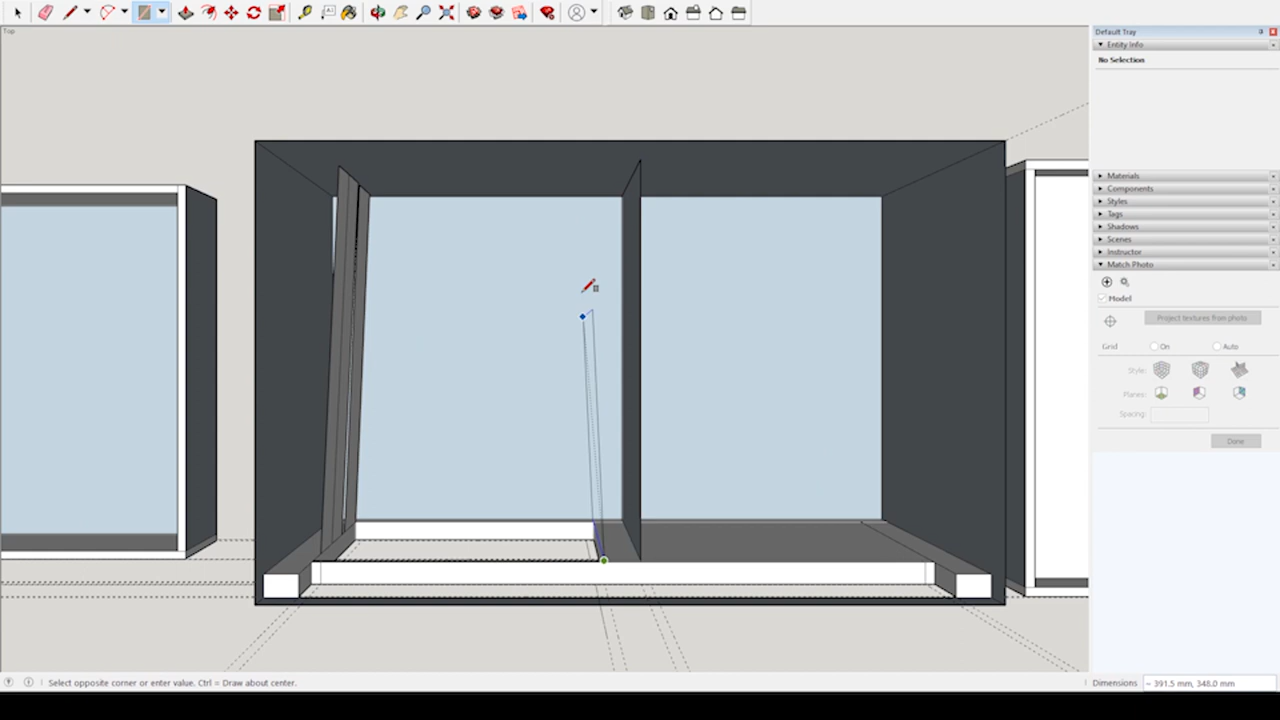 Top
Default Tray
Entity Info
No Selection
Materials
Components
Styles
Tags
Shadows
Scenes
Instructor
Match Photo
Model
Project textures from photo
Grid
On
Auto
Style:
Planes:
Spacing:
Done
Select opposite corner or enter value. Ctrl = Draw about center.
Dimensions
~ 391.5 mm, 348.0 mm